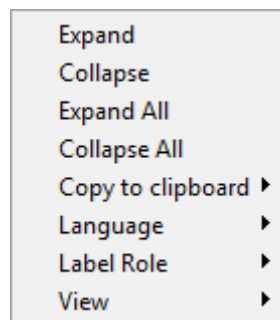 Expand
Collapse
Expand All
Collapse All
Copy to clipboard
Language
Label Role
View